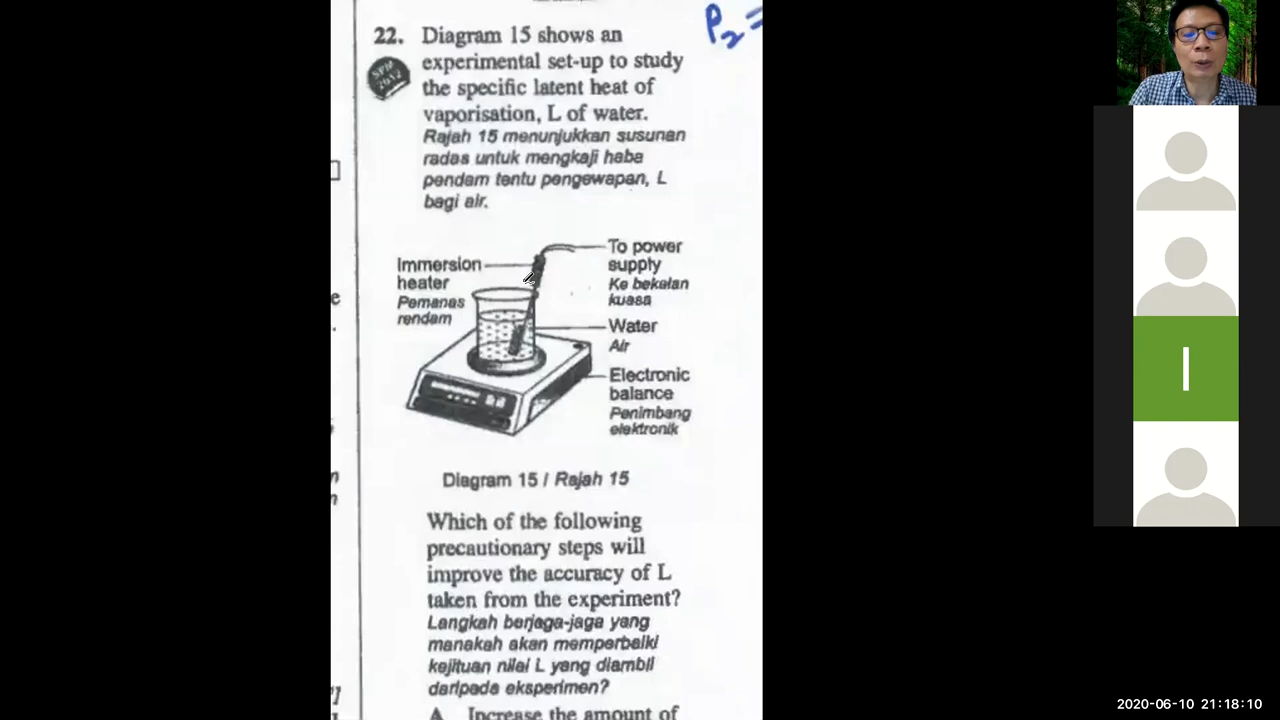 22. Diagram 15 shows an
experimental set-up to study
the specific latent heat of
vaporisation, L of water.
Rajah 15 menunjukkan susunan
radas untuk mengkaji haba
pendam tentu pengewapan, L
bagi air.
P2 =
Immersion
heater
Pemanas
rendam
To power
supply
Ke bekalan
kuasa
Water
Air
Electronic
balance
Penimbang
elektronik
Diagram 15 / Rajah 15
Which of the following
precautionary steps will
improve the accuracy of L
taken from the experiment?
Langkah berjaga-jaga yang
manakah akan memperbaiki
kejituan nilai L yang diambil
daripada eksperimen?
A Increase the amount of
I
2020-06-10 21:18:10